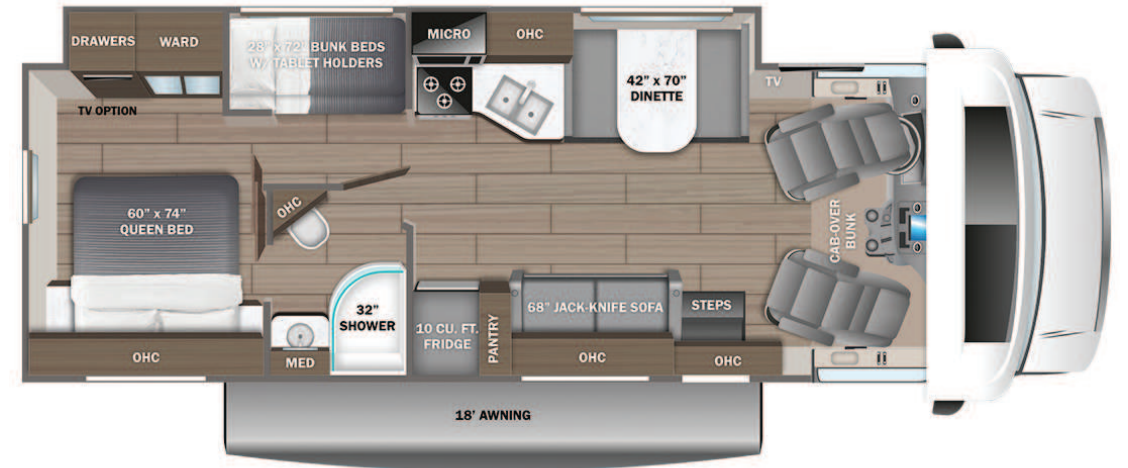 DRAWERS
WARD
28" x 72" BUNK BEDS
W/ TABLET HOLDERS
MICRO
OHC
42" x 70"
DINETTE
TV
TV OPTION
60" x 74"
QUEEN BED
OHC
CAB-OVER
BUNK
32"
SHOWER
10 CU. FT.
FRIDGE
PANTRY
68" JACK-KNIFE SOFA
STEPS
OHC
MED
OHC
OHC
18' AWNING